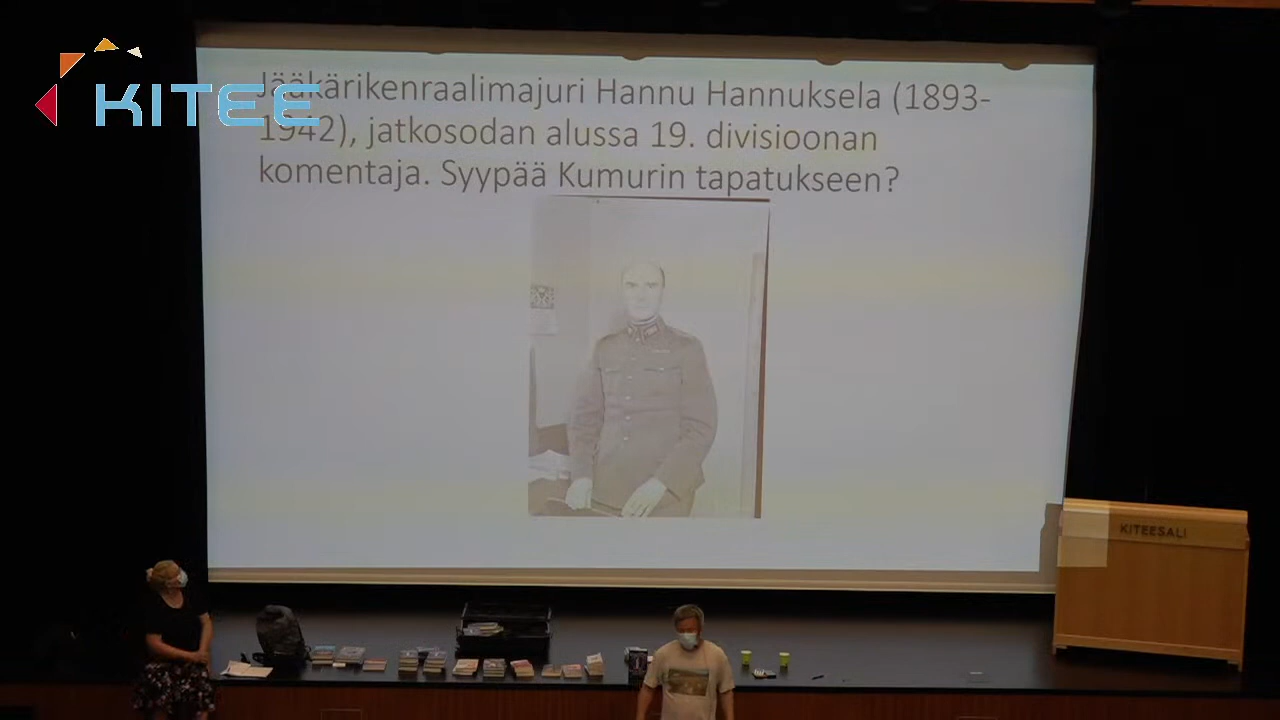 KITEE
Jääkärikenraalimajuri Hannu Hannuksela (1893-
1942), jatkosodan alussa 19. divisioonan
komentaja. Syypää Kumurin tapatukseen?
KITEESALI